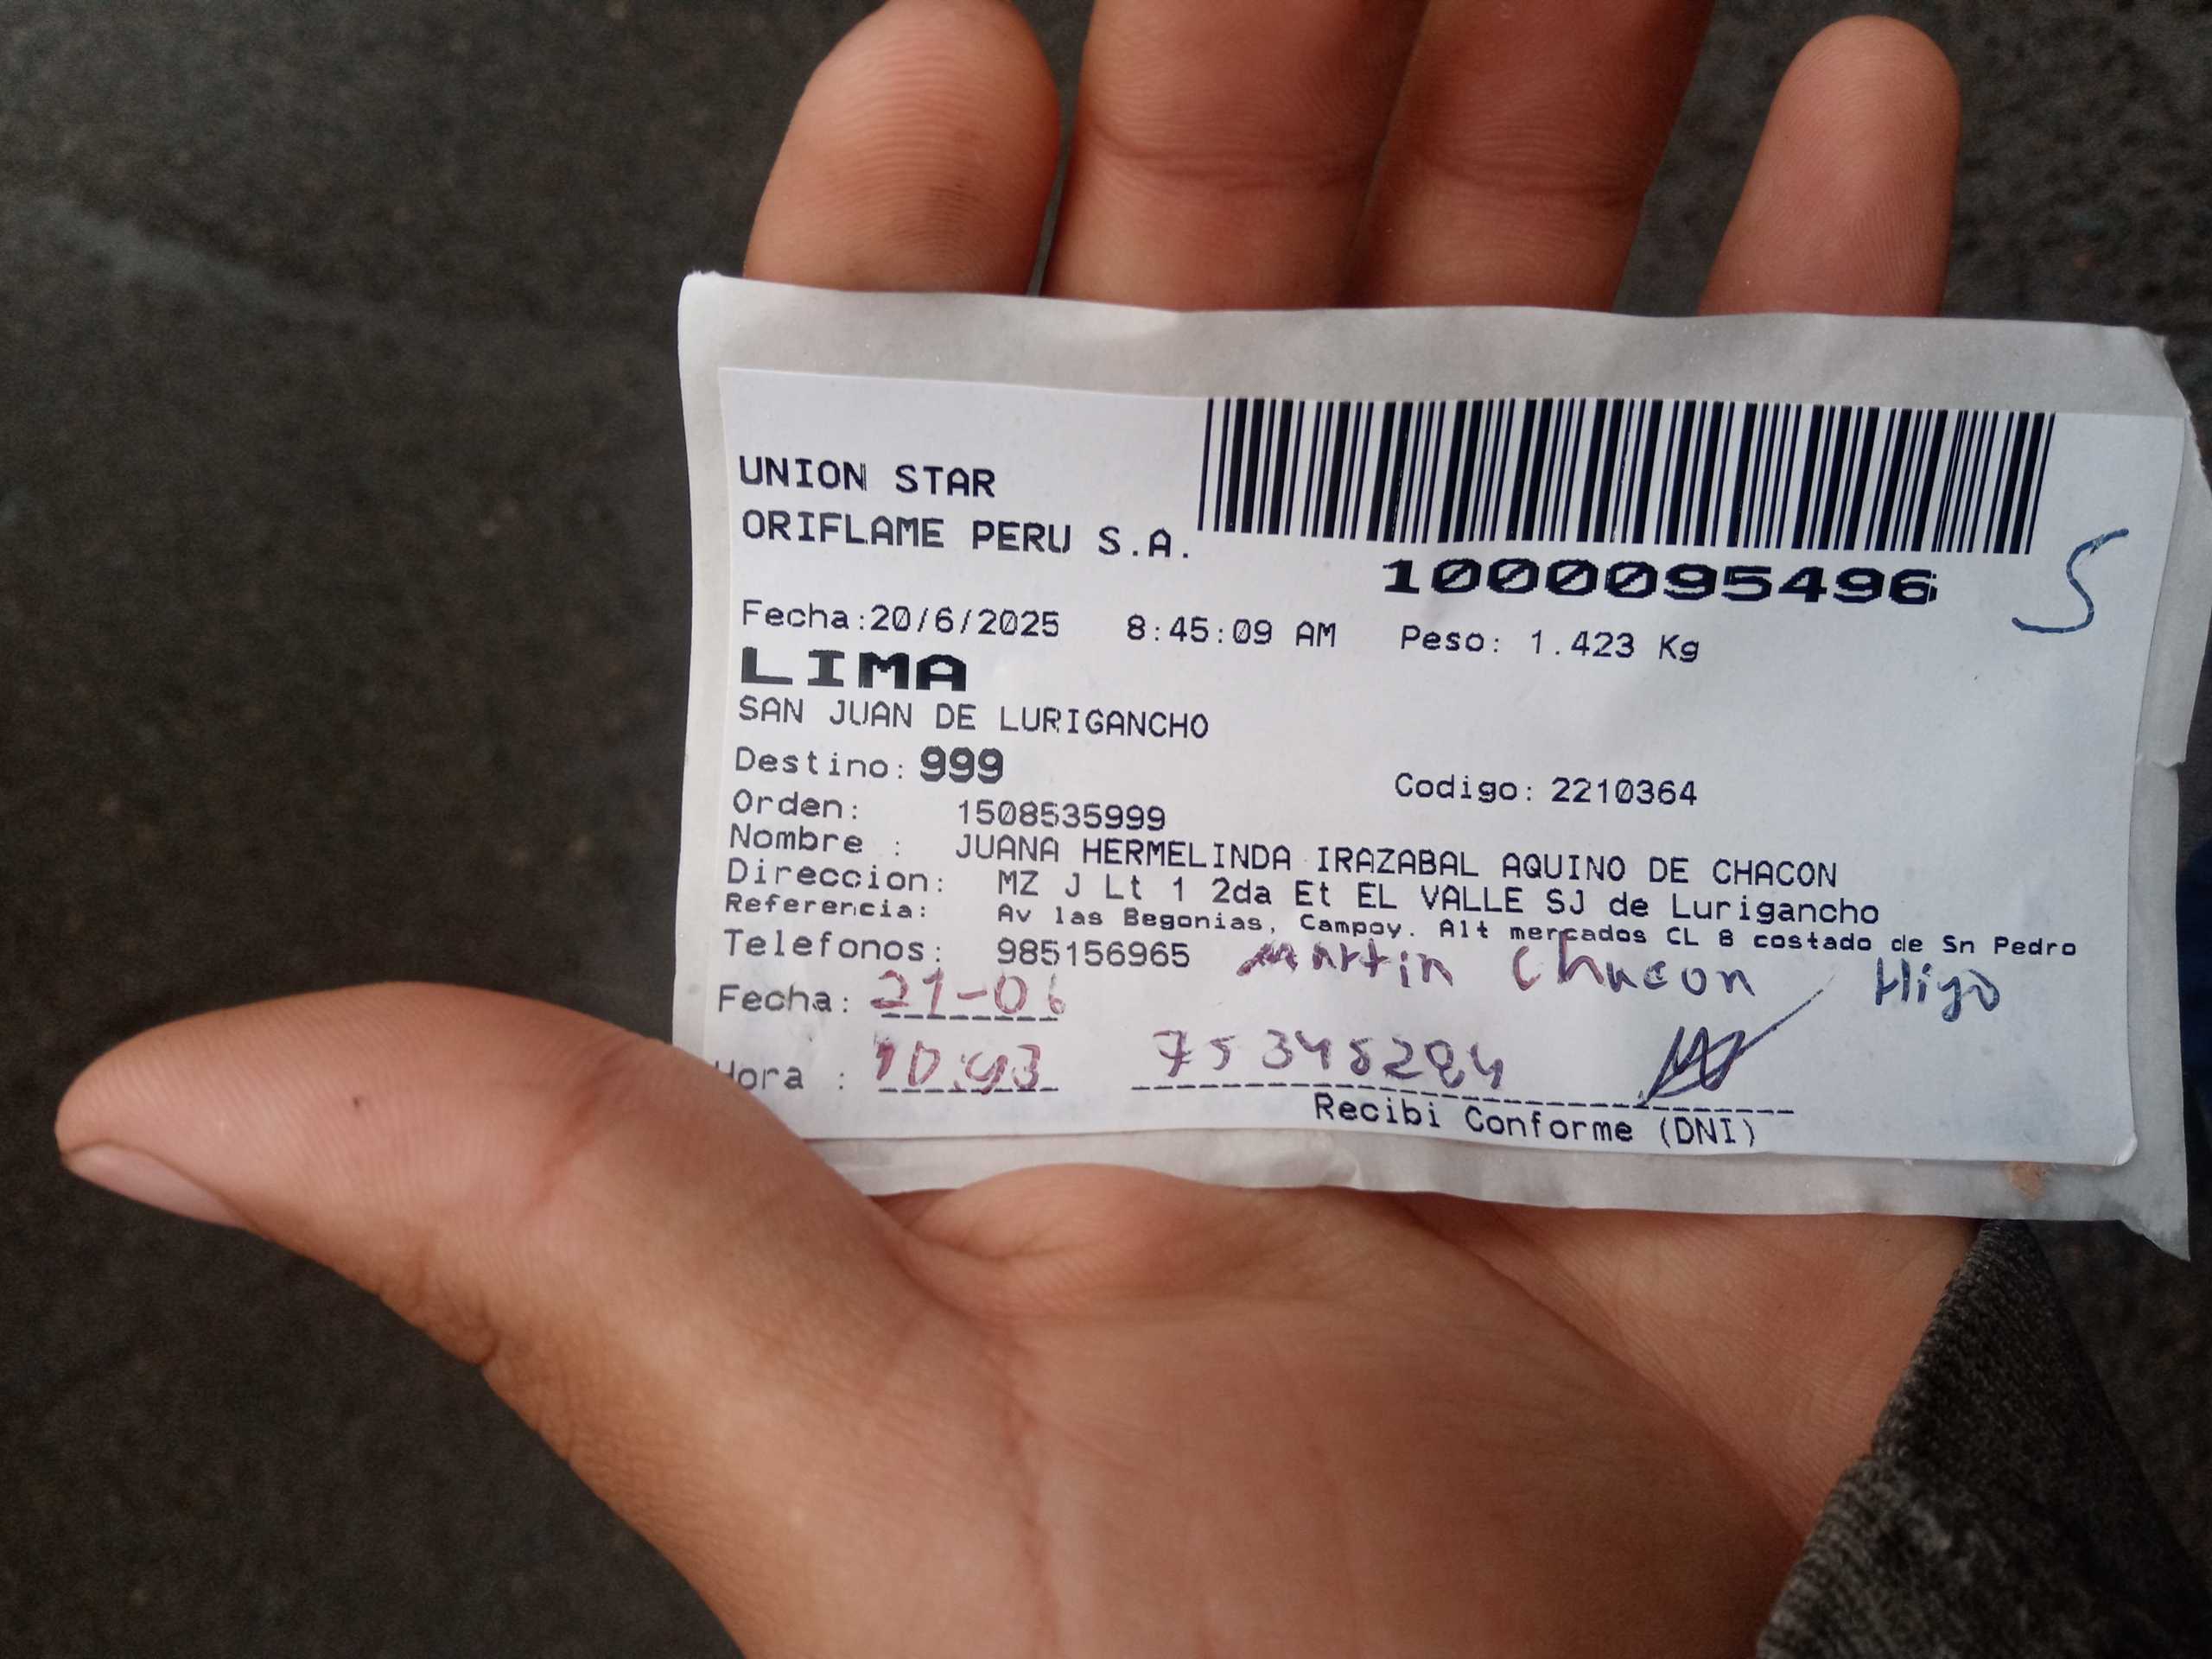 UNION STAR
ORIFLAME PERU S.A.
1000095496
S
Fecha:20/6/2025 8:45:09 AM Peso: 1.423 Kg
LIMA
SAN JUAN DE LURIGANCHO
Destino: 999 Codigo: 2210364
Orden: 1508535999
Nombre : JUANA HERMELINDA IRAZABAL AQUINO DE CHACON
Direccion: MZ J Lt 1 2da Et EL VALLE SJ de Lurigancho
Referencia: Av las Begonias, Campoy. Alt mercados CL 8 costado de Sn Pedro
Telefonos: 985156965 Martin Chacon Hijo
Fecha: 21-06
Hora : 10:43 75345284
Recibi Conforme (DNI)